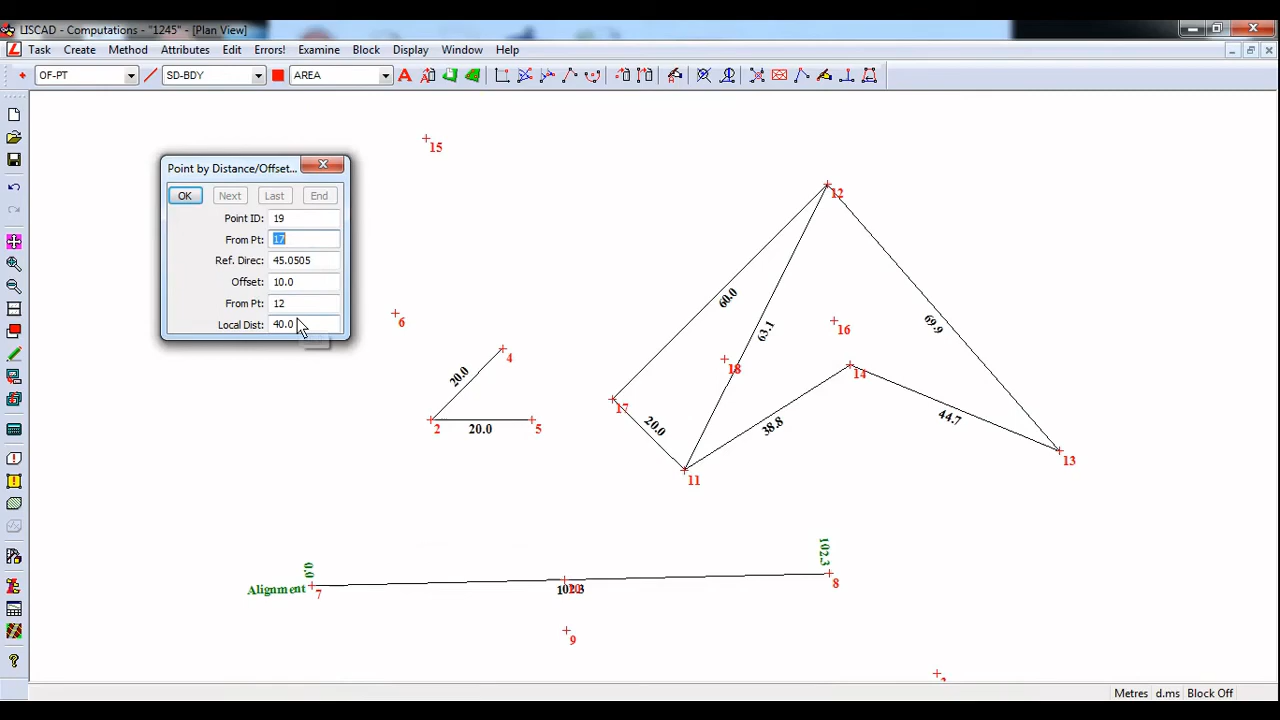 LISCAD - Computations - "1245" - [Plan View]
Task Create Method Attributes Edit Errors! Examine Block Display Window Help
OF-PT SD-BDY AREA
15
Point by Distance/Offset...
OK Next Last End
Point ID: 19
From Pt: 17
Ref. Direc: 45.0505
Offset: 10.0
From Pt: 12
Local Dist: 40.0
12
60.0
63.1
69.9
6
16
4
18
14
20.0
17
20.0
38.8
44.7
2
20.0
5
11
13
0.0
102.3
Alignment
7
8
9
Metres d.ms Block Off